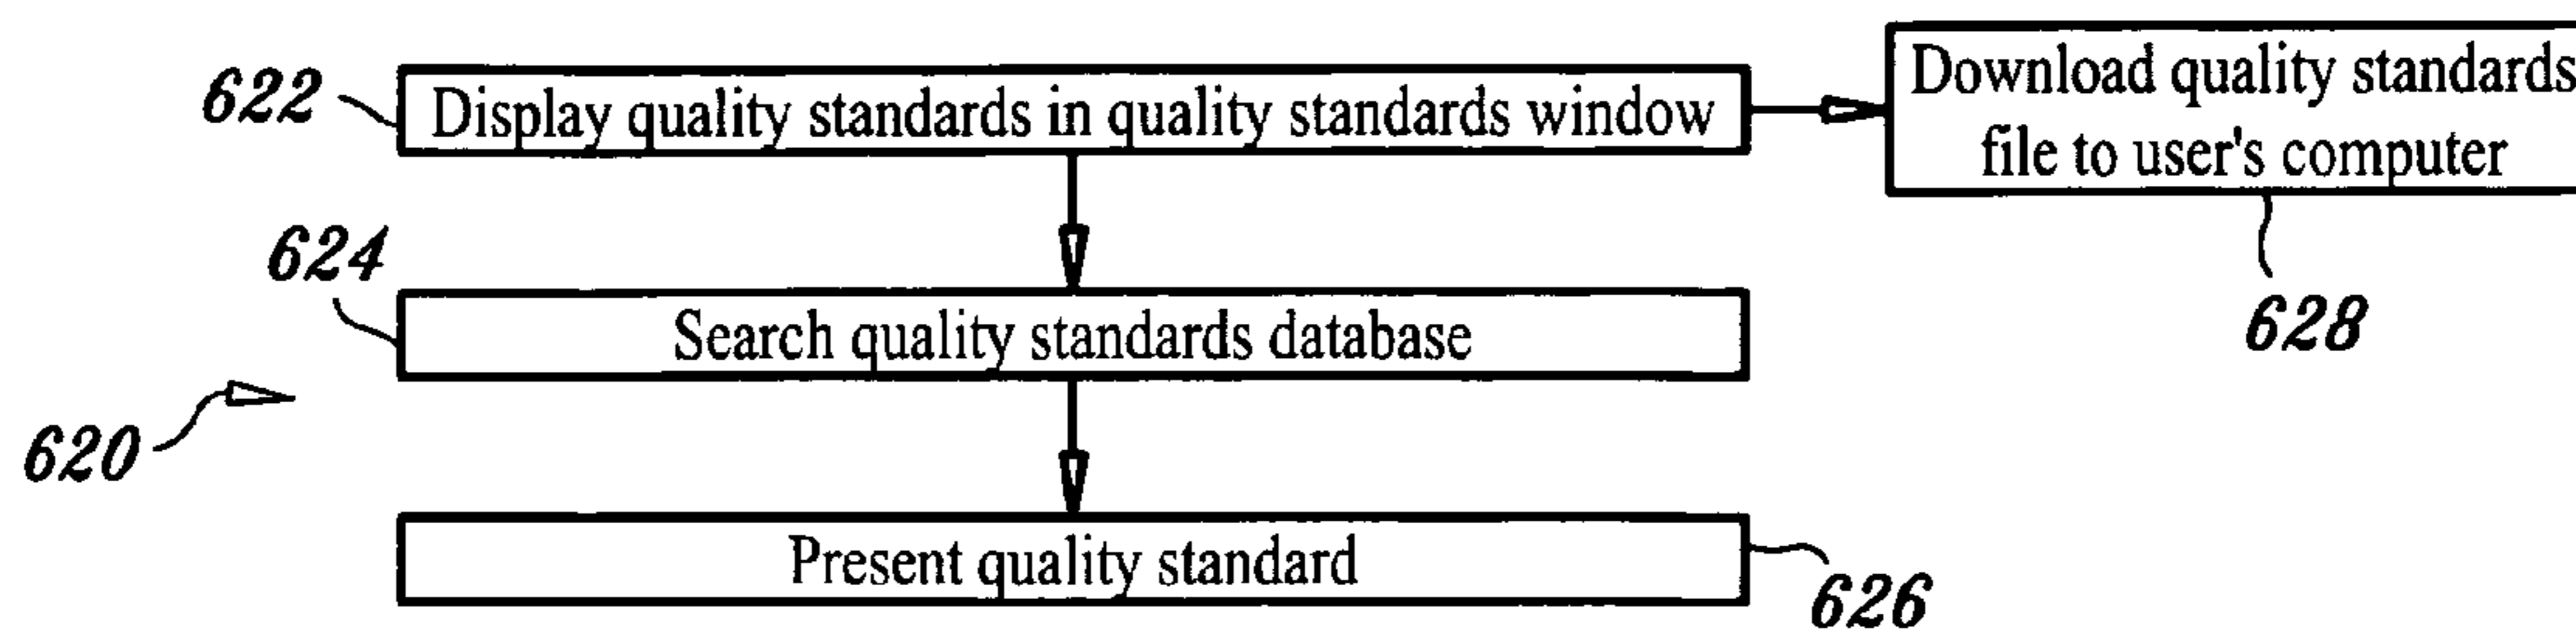 622
Display quality standards in quality standards window
Download quality standards
file to user's computer
624
Search quality standards database
628
620
Present quality standard
626